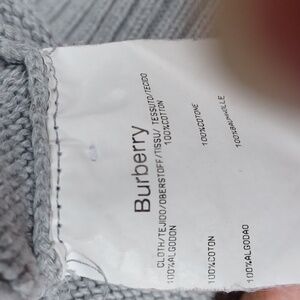 Burberry
CLOTH/TEJIDO/OBERSTOFF/TISSU/TESSUTO/TECIDO
100%COTTON
100%ALGODON
100%COTONE
100%COTON
100%BAUMWOLLE
100%ALGODAO